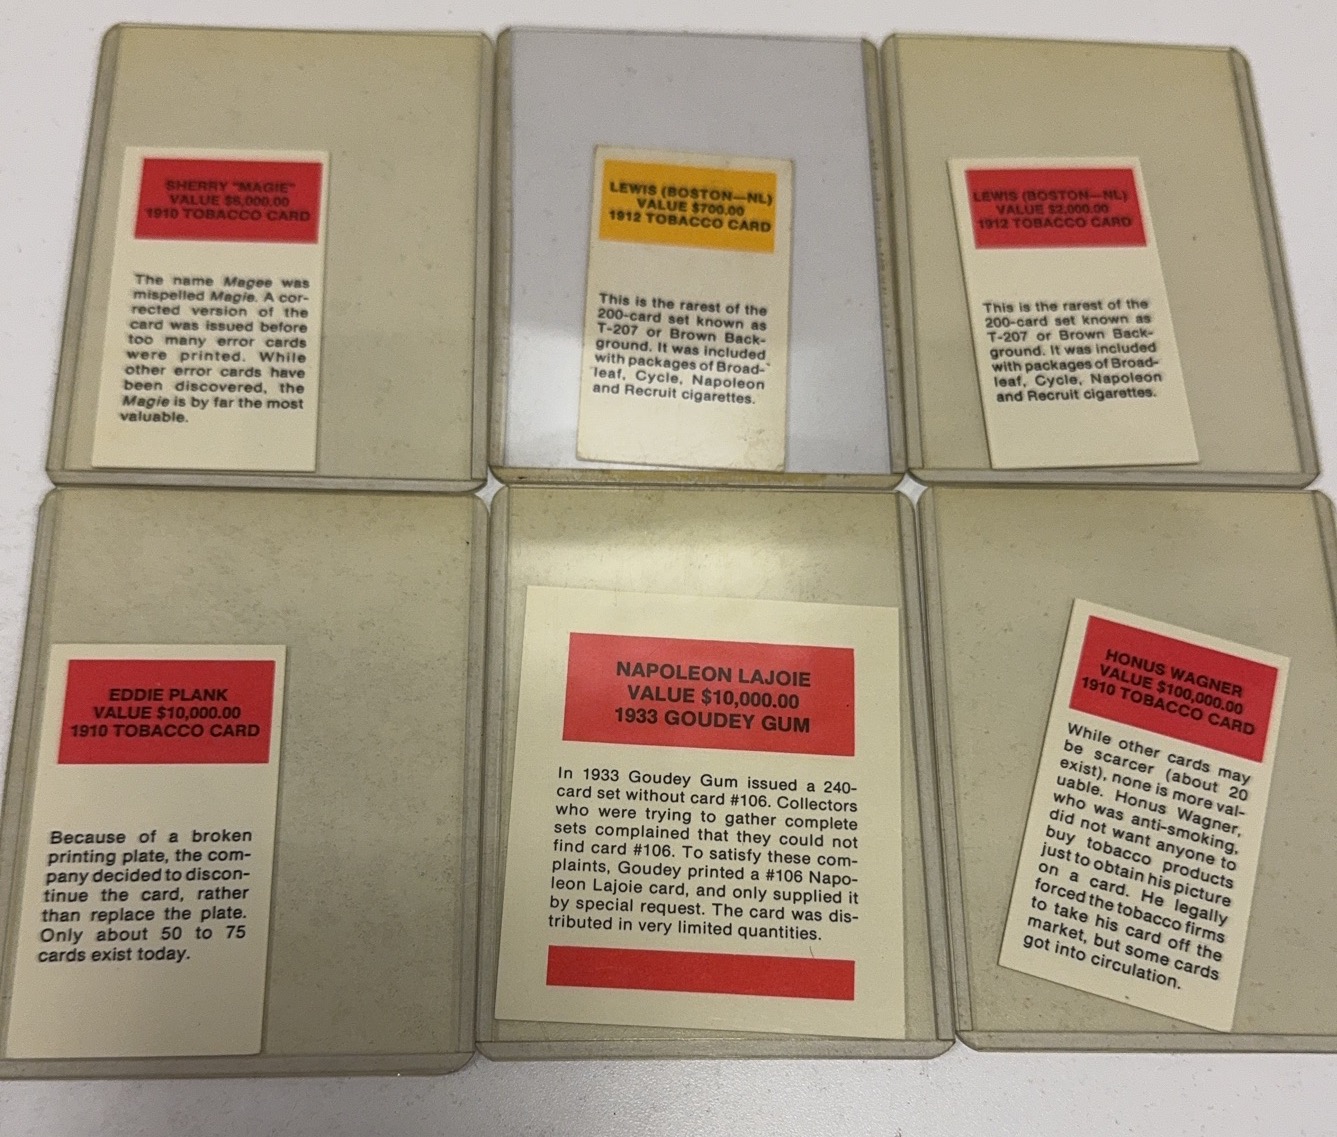 SHERRY "MAGIE"
VALUE $6,000.00
1910 TOBACCO CARD
The name Magee was
mispelled Magie. A cor-
rected version of the
card was issued before
too many error cards
were printed. While
other error cards have
been discovered, the
Magie is by far the most
valuable.
LEWIS (BOSTON—NL)
VALUE $700.00
1912 TOBACCO CARD
This is the rarest of the
200-card set known as
T-207 or Brown Back-
ground. It was included
with packages of Broad-
leaf, Cycle, Napoleon
and Recruit cigarettes.
LEWIS (BOSTON—NL)
VALUE $2,000.00
1912 TOBACCO CARD
This is the rarest of the
200-card set known as
T-207 or Brown Back-
ground. It was included
with packages of Broad-
leaf, Cycle, Napoleon
and Recruit cigarettes.
EDDIE PLANK
VALUE $10,000.00
1910 TOBACCO CARD
Because of a broken
printing plate, the com-
pany decided to discon-
tinue the card, rather
than replace the plate.
Only about 50 to 75
cards exist today.
NAPOLEON LAJOIE
VALUE $10,000.00
1933 GOUDEY GUM
In 1933 Goudey Gum issued a 240-
card set without card #106. Collectors
who were trying to gather complete
sets complained that they could not
find card #106. To satisfy these com-
plaints, Goudey printed a #106 Napo-
leon Lajoie card, and only supplied it
by special request. The card was dis-
tributed in very limited quantities.
HONUS WAGNER
VALUE $100,000.00
1910 TOBACCO CARD
While other cards may
be scarcer (about 20
exist), none is more val-
uable. Honus Wagner,
who was anti-smoking,
did not want anyone to
buy tobacco products
just to obtain his picture
on a card. He legally
forced the tobacco firms
to take his card off the
market, but some cards
got into circulation.